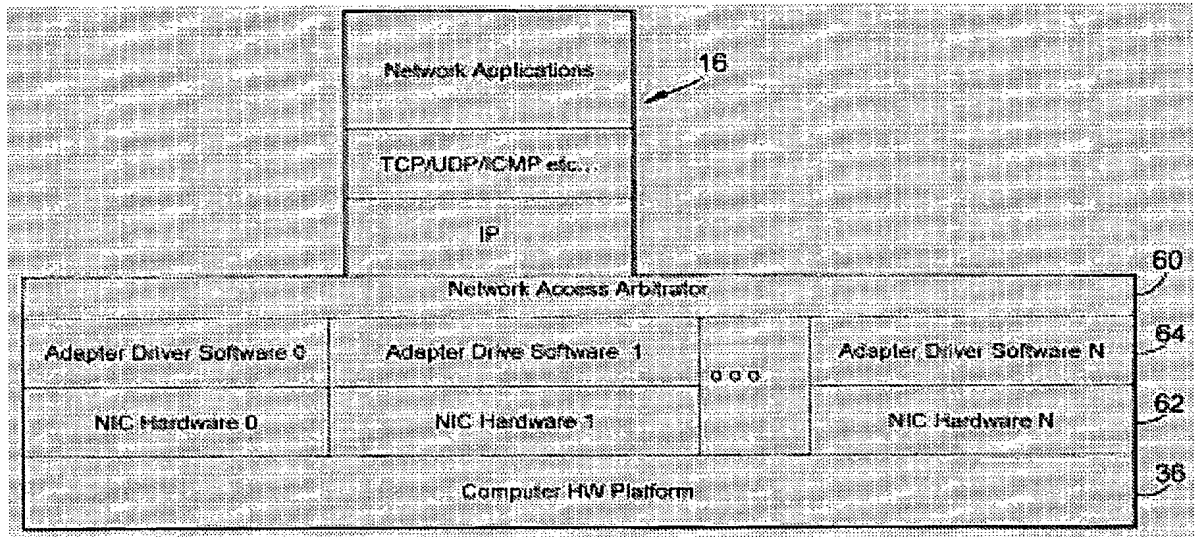 Network Applications
16
TCP/UDP/ICMP etc...
IP
60
Network Access Arbitrator
64
Adapter Driver Software 0
Adapter Drive Software 1
o o o
Adapter Driver Software N
62
NIC Hardware 0
NIC Hardware 1
NIC Hardware N
36
Computer HW Platform